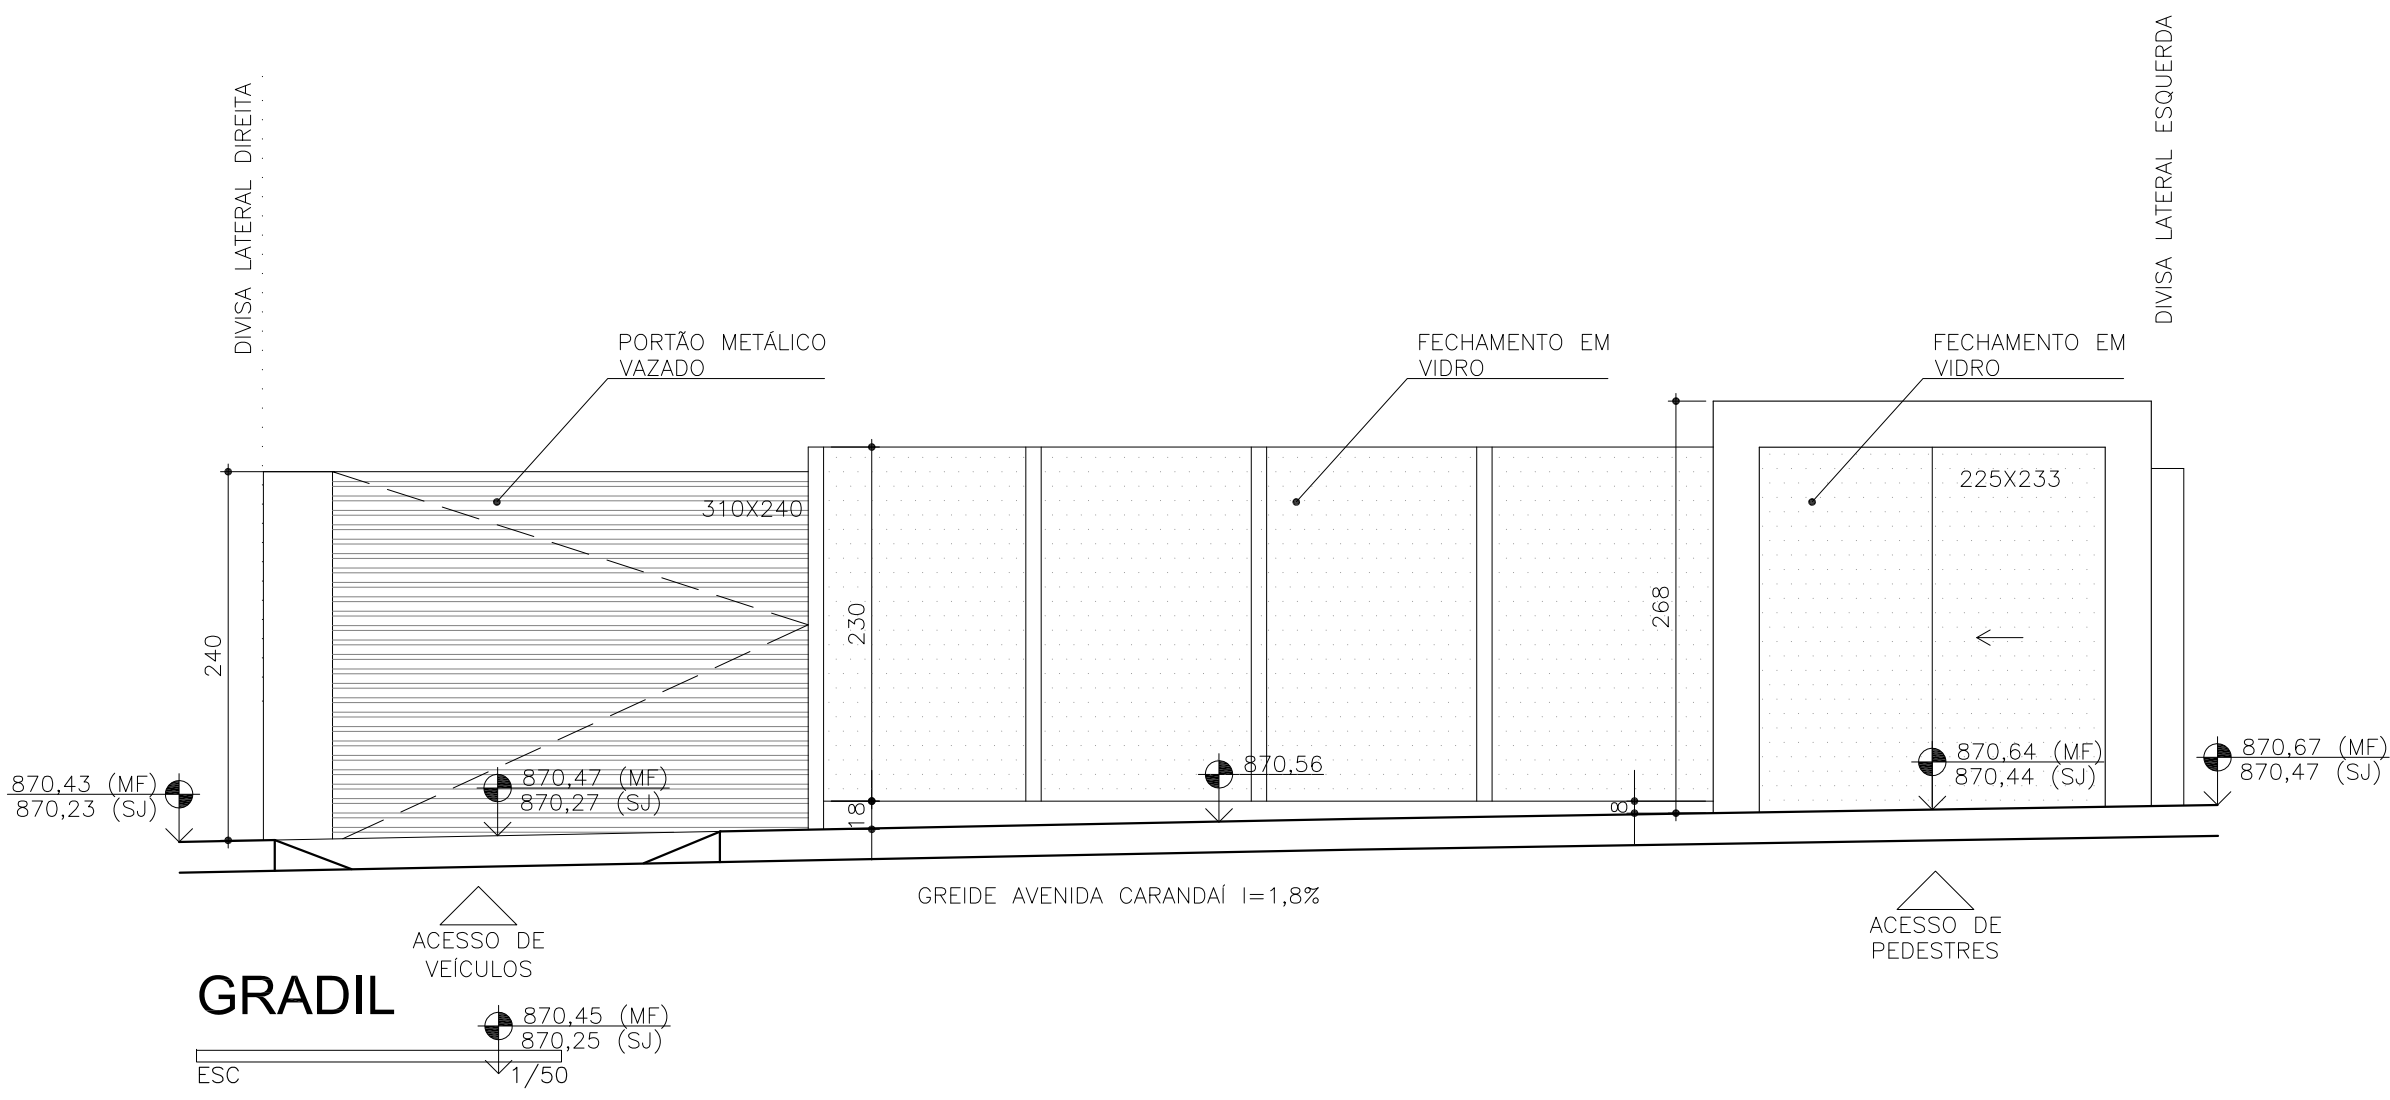 DIVISA LATERAL DIREITA
DIVISA LATERAL ESQUERDA
PORTÃO METÁLICO
VAZADO
FECHAMENTO EM
VIDRO
FECHAMENTO EM
VIDRO
310X240
225X233
240
230
268
18
8
870,43 (MF)
870,23 (SJ)
870,47 (MF)
870,27 (SJ)
870,56
870,64 (MF)
870,44 (SJ)
870,67 (MF)
870,47 (SJ)
GREIDE AVENIDA CARANDAÍ I=1,8%
ACESSO DE
VEÍCULOS
ACESSO DE
PEDESTRES
GRADIL
870,45 (MF)
870,25 (SJ)
ESC 1/50